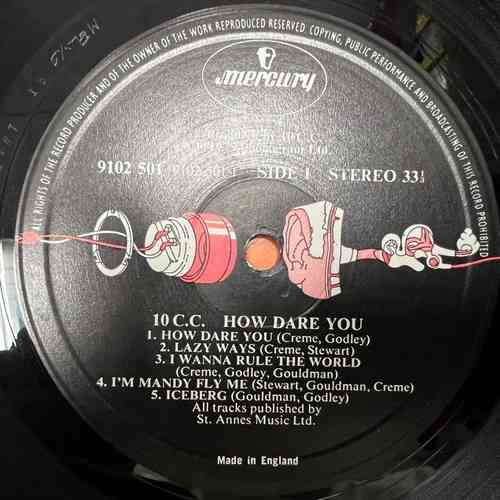 ALL RIGHTS OF THE RECORD PRODUCER AND OF THE OWNER OF THE WORK REPRODUCED RESERVED. COPYING, PUBLIC PERFORMANCE AND BROADCASTING OF THIS RECORD PROHIBITED
mercury
9102 501
SIDE 1
STEREO 33⅓
10 C.C. HOW DARE YOU
1. HOW DARE YOU (Creme, Godley)
2. LAZY WAYS (Creme, Stewart)
3. I WANNA RULE THE WORLD
(Creme, Godley, Gouldman)
4. I'M MANDY FLY ME (Stewart, Gouldman, Creme)
5. ICEBERG (Gouldman, Godley)
All tracks published by
St. Annes Music Ltd.
Made in England